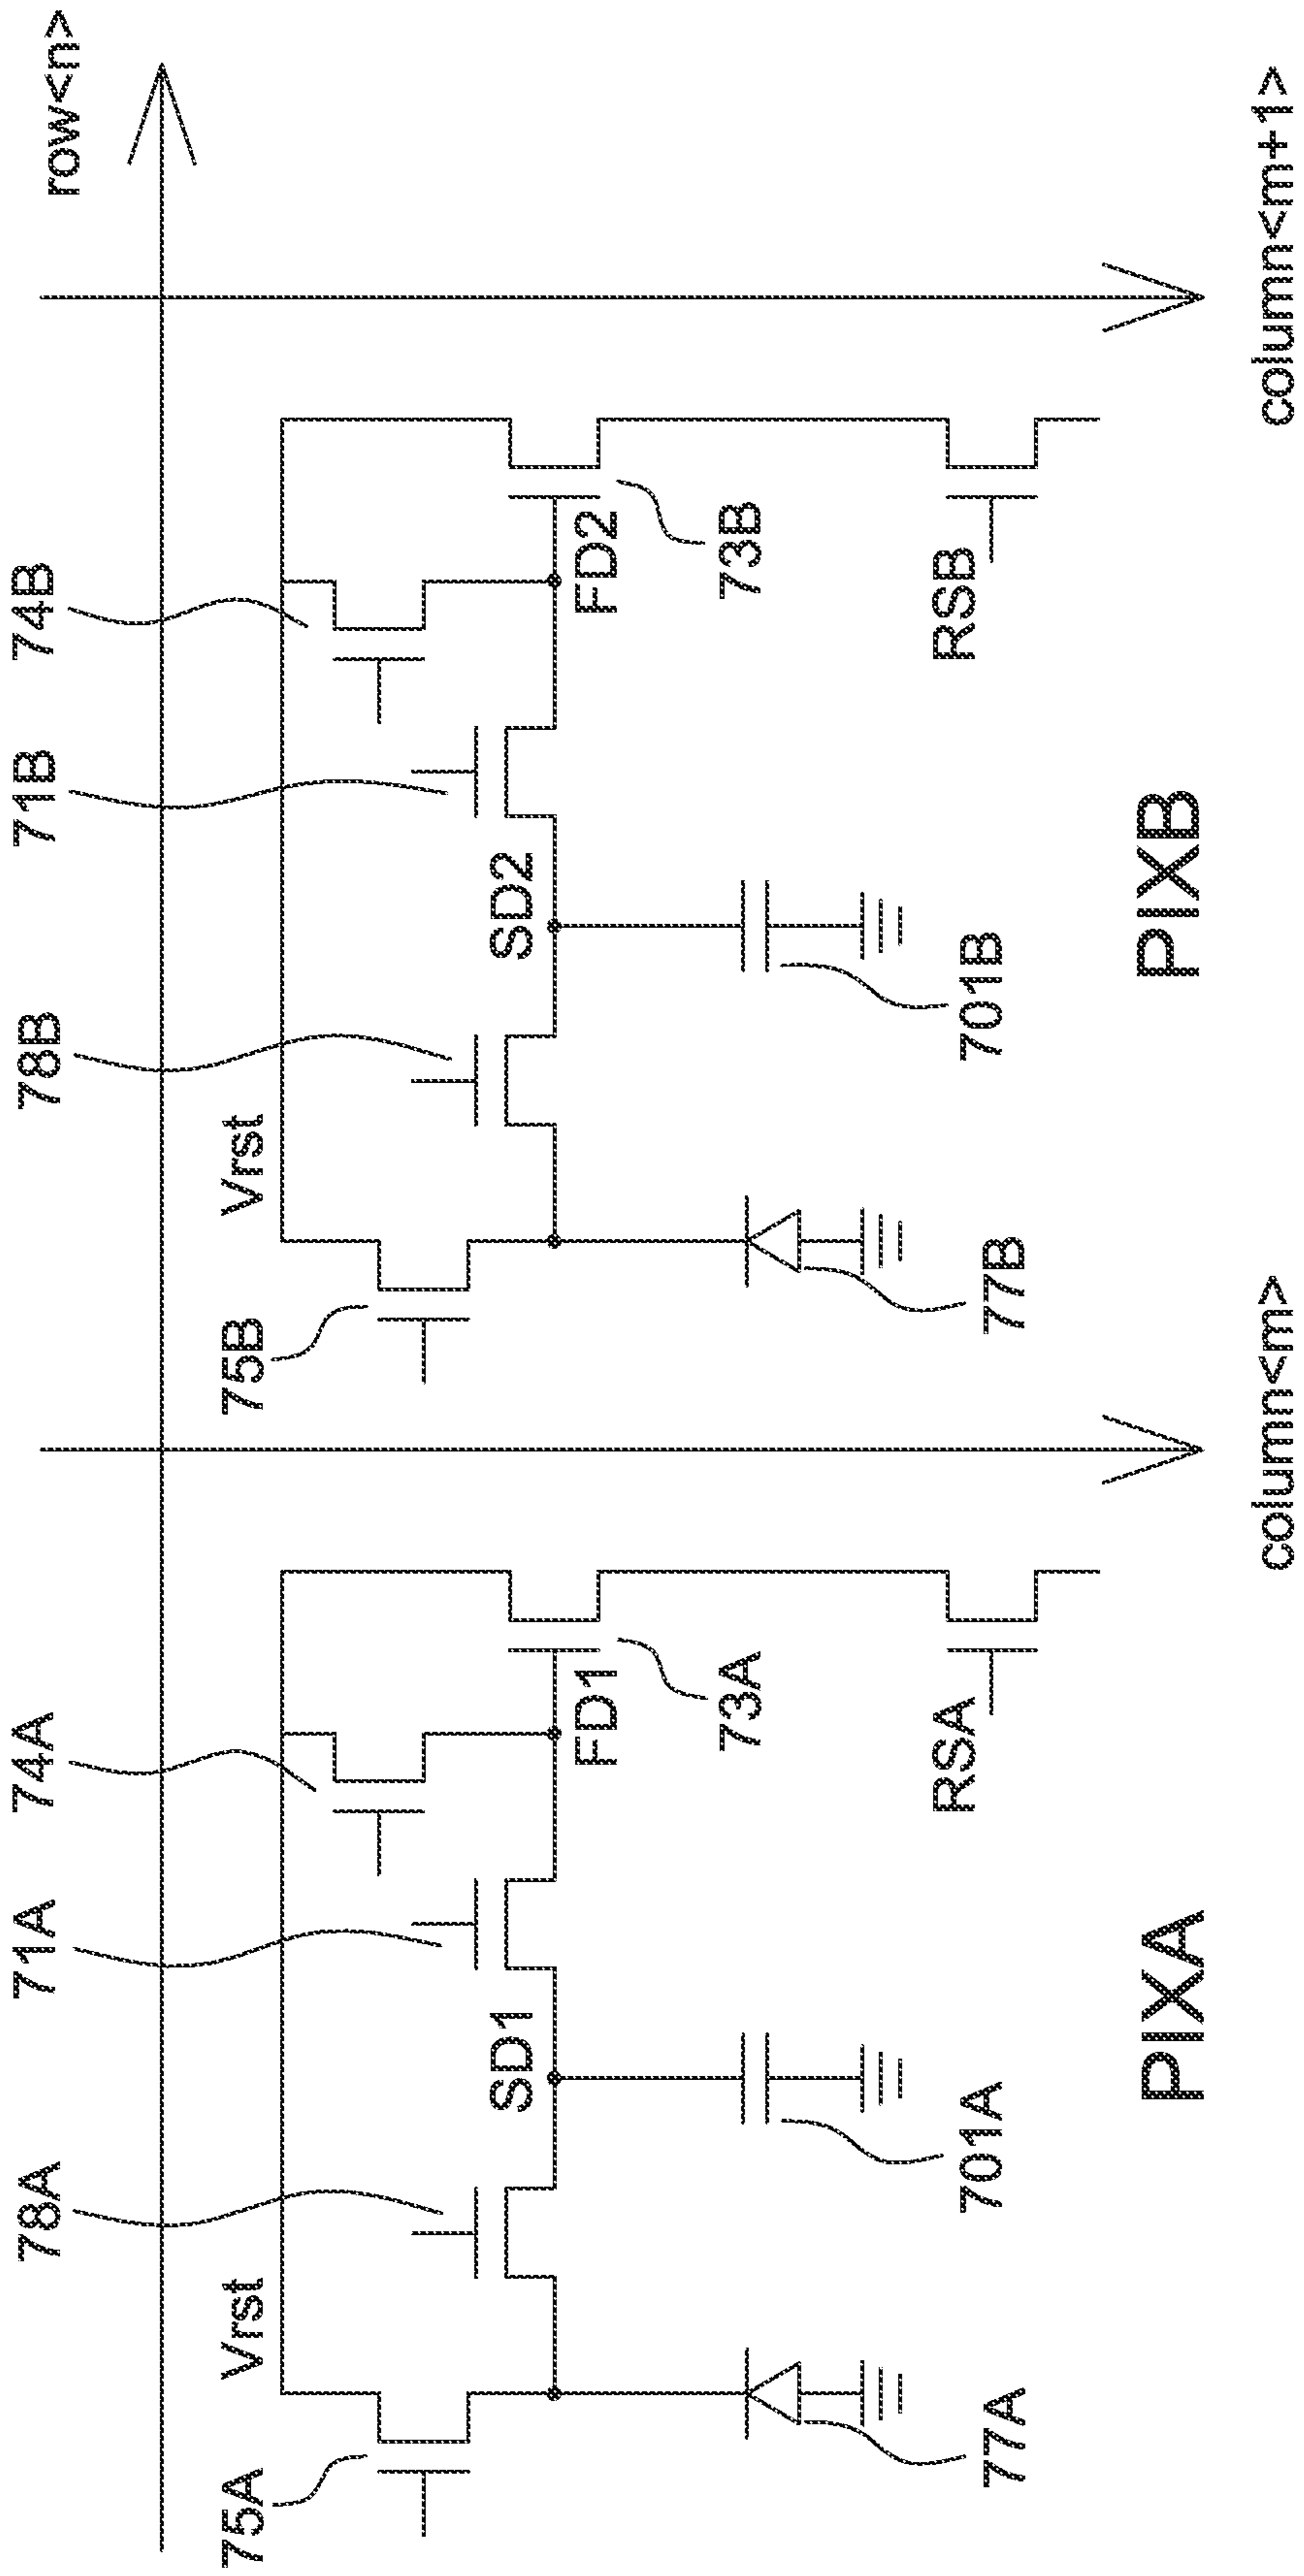 row<n>
78A
71A
74A
78B
71B
74B
75A
Vrst
75B
Vrst
SD1
SD2
FD1
FD2
73A
73B
77A
701A
RSA
77B
701B
RSB
PIXA
PIXB
column<m>
column<m+1>